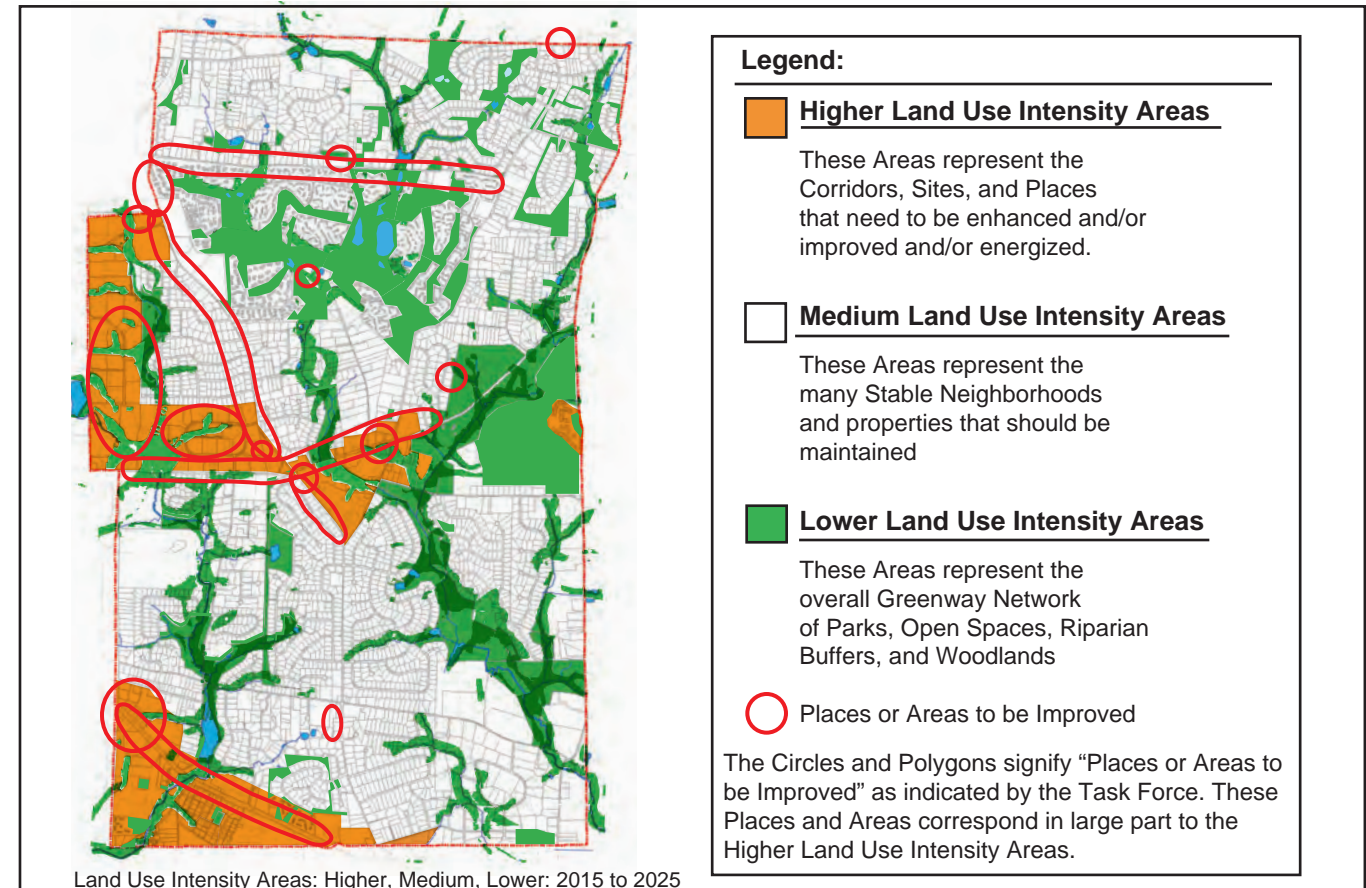 Legend:
Higher Land Use Intensity Areas
These Areas represent the
Corridors, Sites, and Places
that need to be enhanced and/or
improved and/or energized.
Medium Land Use Intensity Areas
These Areas represent the
many Stable Neighborhoods
and properties that should be
maintained
Lower Land Use Intensity Areas
These Areas represent the
overall Greenway Network
of Parks, Open Spaces, Riparian
Buffers, and Woodlands
Places or Areas to be Improved
The Circles and Polygons signify “Places or Areas to
be Improved” as indicated by the Task Force. These
Places and Areas correspond in large part to the
Higher Land Use Intensity Areas.
Land Use Intensity Areas: Higher, Medium, Lower: 2015 to 2025